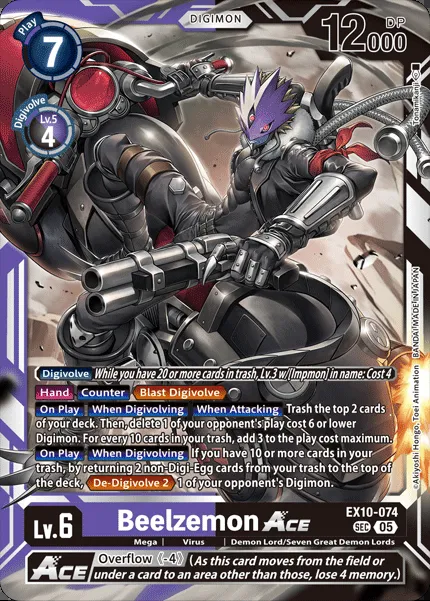 DIGIMON
Play
7
12000
DP
Digivolve
Lv.5
4
Tonamikanji
Digivolve While you have 20 or more cards in trash, Lv.3 w/[Impmon] in name: Cost 4
Hand Counter Blast Digivolve
On Play When Digivolving When Attacking Trash the top 2 cards
of your deck. Then, delete 1 of your opponent's play cost 6 or lower
Digimon. For every 10 cards in your trash, add 3 to the play cost maximum.
On Play When Digivolving If you have 10 or more cards in your
trash, by returning 2 non-Digi-Egg cards from your trash to the top of
the deck, De-Digivolve 2 1 of your opponent's Digimon.
©Akiyoshi Hongo, Toei Animation BANDAI MADE IN JAPAN
Lv.6
Beelzemon ACE
EX10-074
SEC 05
Mega | Virus | Demon Lord/Seven Great Demon Lords
ACE Overflow ≪-4≫ (As this card moves from the field or
under a card to an area other than those, lose 4 memory.)